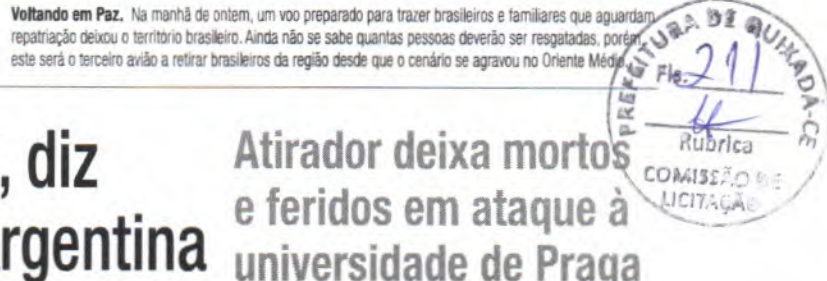 Voltando em Paz. Na manhã de ontem, um voo preparado para trazer brasileiros e familiares que aguardam
repatriação deixou o território brasileiro. Ainda não se sabe quantas pessoas deverão ser resgatadas, porém,
este será o terceiro avião a retirar brasileiros da região desde que o cenário se agravou no Oriente Médio.
PREFEITURA DE QUIXADÁ-CE
Fls. 211
Rubrica
COMISSÃO DE
LICITAÇÃO
, diz
rgentina
Atirador deixa mortos
e feridos em ataque à
universidade de Praga